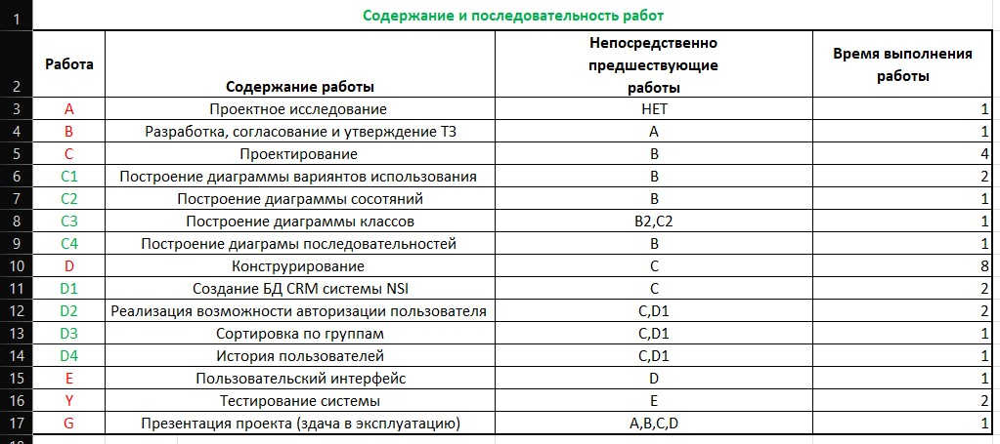 1 Содержание и последовательность работ
2 Работа Содержание работы Непосредственно предшествующие работы Время выполнения работы
3 A Проектное исследование НЕТ 1
4 B Разработка, согласование и утверждение ТЗ A 1
5 C Проектирование B 4
6 C1 Построение диаграммы вариянтов использования B 2
7 C2 Построение диаграммы сосотяний B 1
8 C3 Построение диаграммы классов B2,C2 1
9 C4 Построение диаграмы последовательностей B 1
10 D Конструрирование C 8
11 D1 Создание БД CRM системы NSI C 2
12 D2 Реализация возможности авторизации пользователя C,D1 2
13 D3 Сортировка по группам C,D1 1
14 D4 История пользователей C,D1 1
15 E Пользовательский интерфейс D 1
16 Y Тестирование системы E 2
17 G Презентация проекта (здача в эксплуатацию) A,B,C,D 1